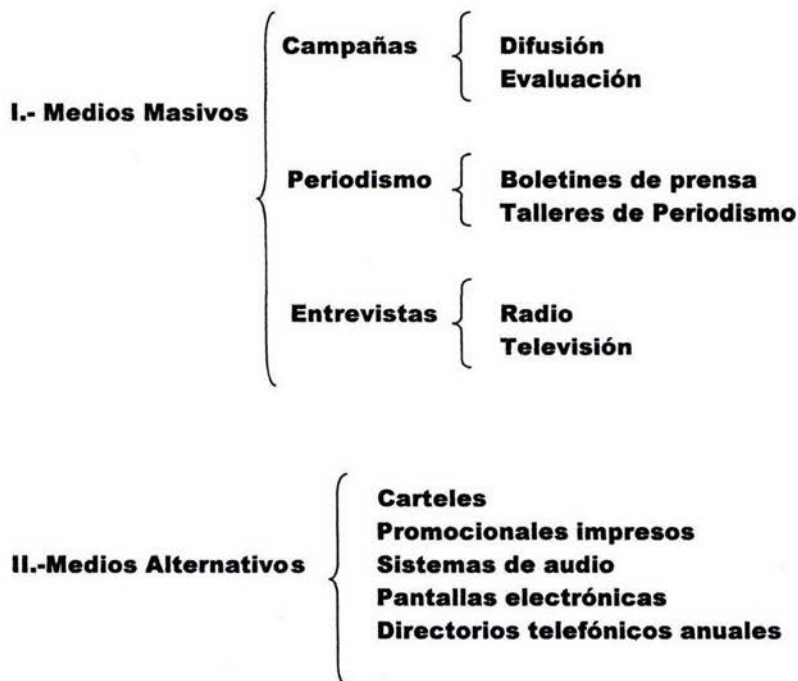 Campañas
Difusión
Evaluación
I.- Medios Masivos
Periodismo
Boletines de prensa
Talleres de Periodismo
Entrevistas
Radio
Televisión
Carteles
Promocionales impresos
II.-Medios Alternativos
Sistemas de audio
Pantallas electrónicas
Directorios telefónicos anuales